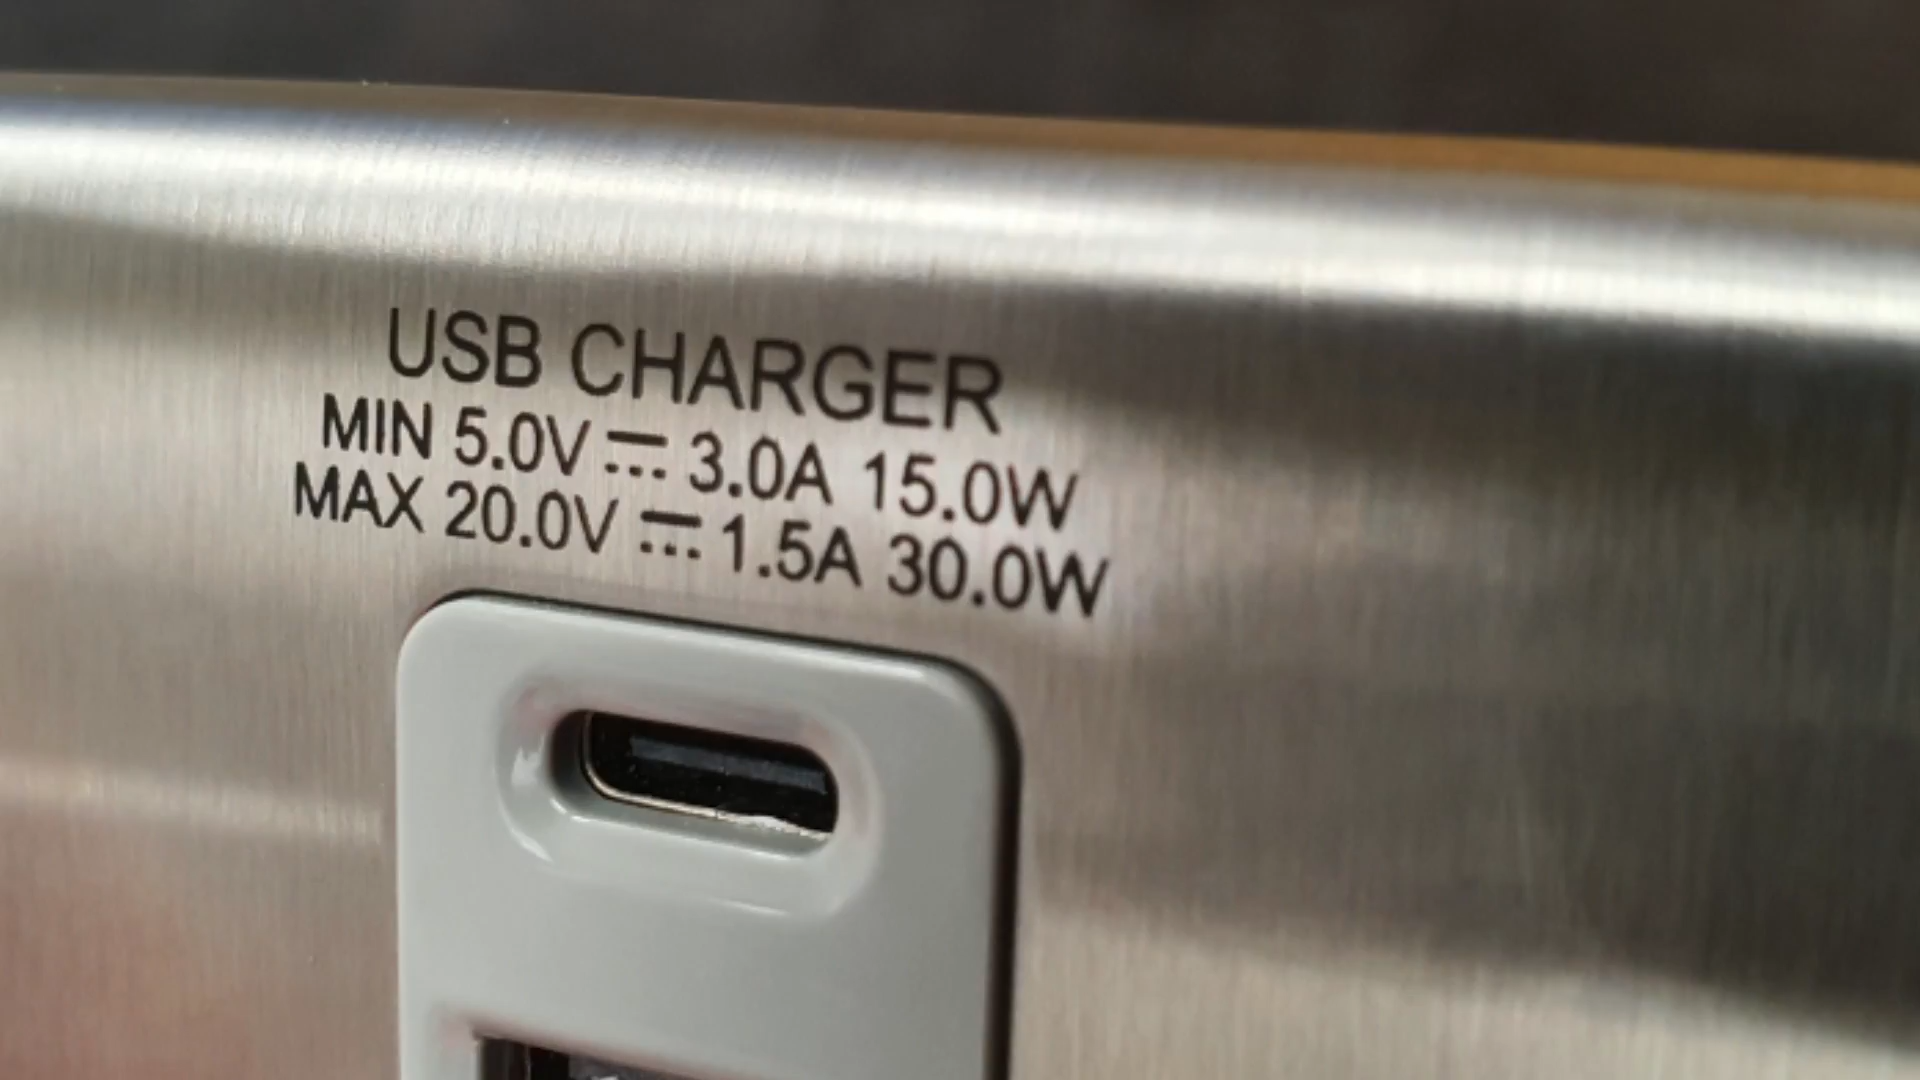 USB CHARGER
MIN 5.0V ⎓ 3.0A 15.0W
MAX 20.0V ⎓ 1.5A 30.0W